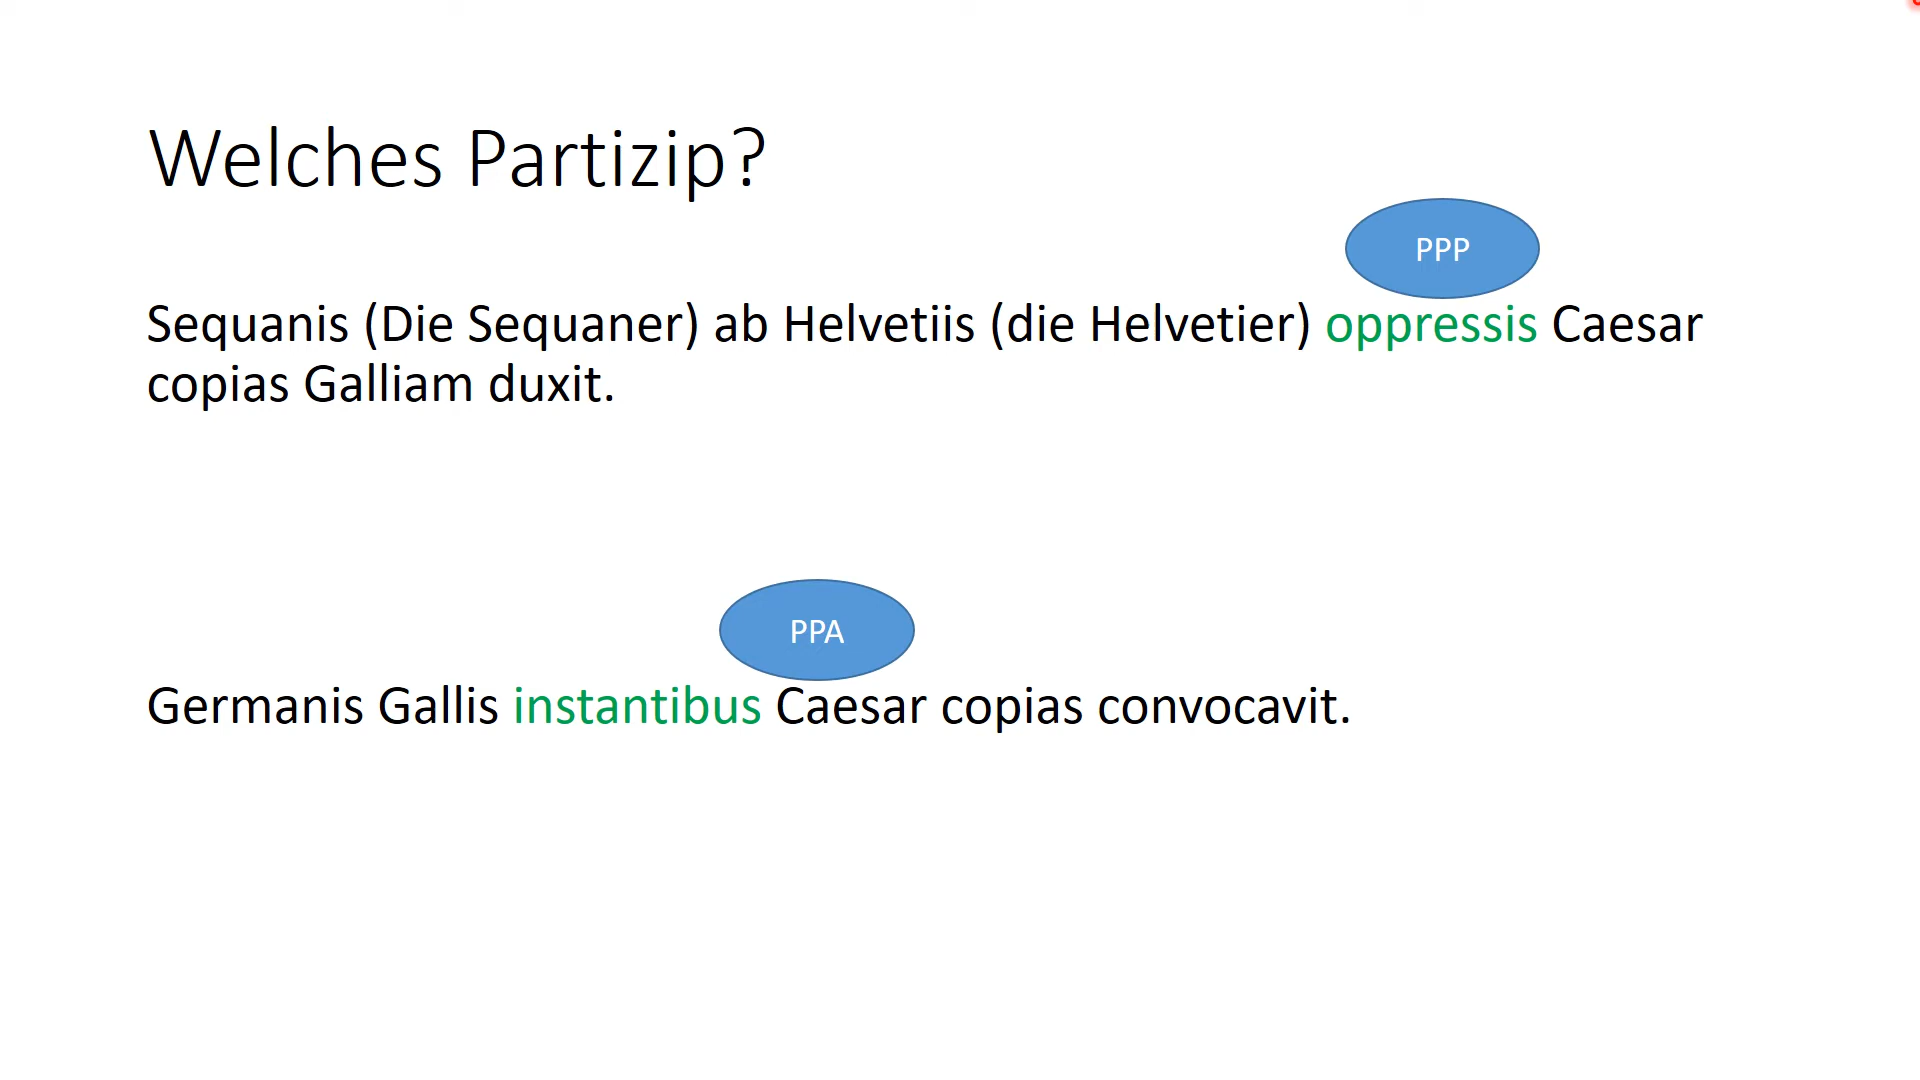 Welches Partizip?
PPP
Sequanis (Die Sequaner) ab Helvetiis (die Helvetier) oppressis Caesar
copias Galliam duxit.
PPA
Germanis Gallis instantibus Caesar copias convocavit.